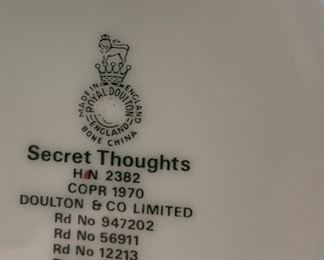 MADE IN ENGLAND
ROYAL DOULTON
ENGLAND
BONE CHINA
Secret Thoughts
HN 2382
COPR 1970
DOULTON & CO LIMITED
Rd No 947202
Rd No 56911
Rd No 12213